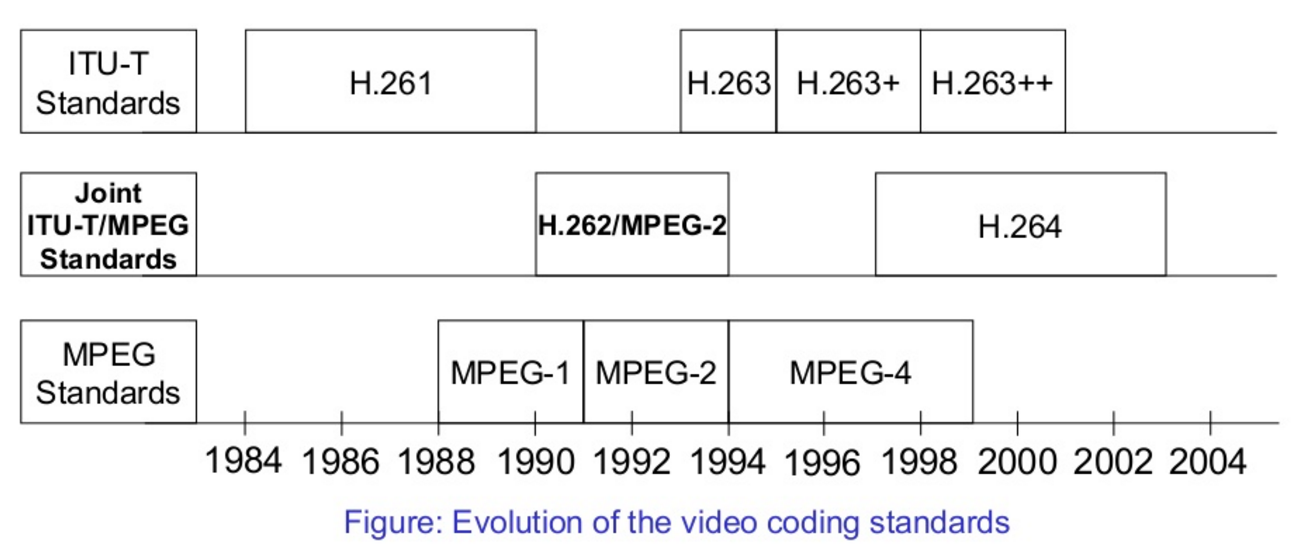 ITU-T
Standards
H.261
H.263
H.263+
H.263++
Joint
ITU-T/MPEG
Standards
H.262/MPEG-2
H.264
MPEG
Standards
MPEG-1
MPEG-2
MPEG-4
1984 1986 1988 1990 1992 1994 1996 1998 2000 2002 2004
Figure: Evolution of the video coding standards